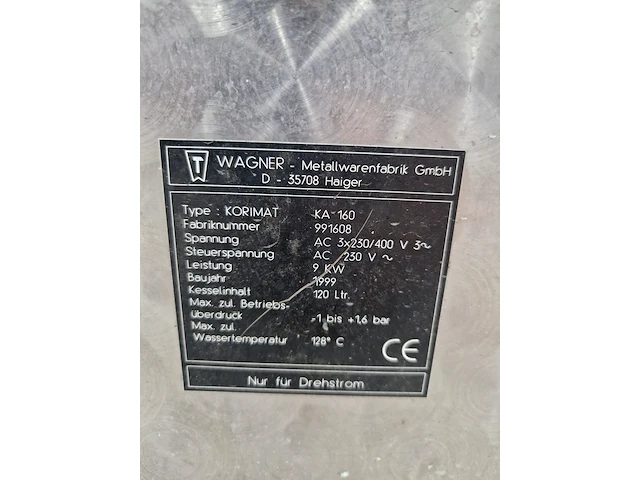 WAGNER - Metallwarenfabrik GmbH
D - 35708 Haiger
Type : KORIMAT KA 160
Fabriknummer 991608
Spannung AC 3x230/400 V 3~
Steuerspannung AC 230 V ~
Leistung 9 KW
Baujahr 1999
Kesselinhalt 120 Ltr.
Max. zul. Betriebs-
überdruck -1 bis +1,6 bar
Max. zul.
Wassertemperatur 128° C
CE
Nur für Drehstrom